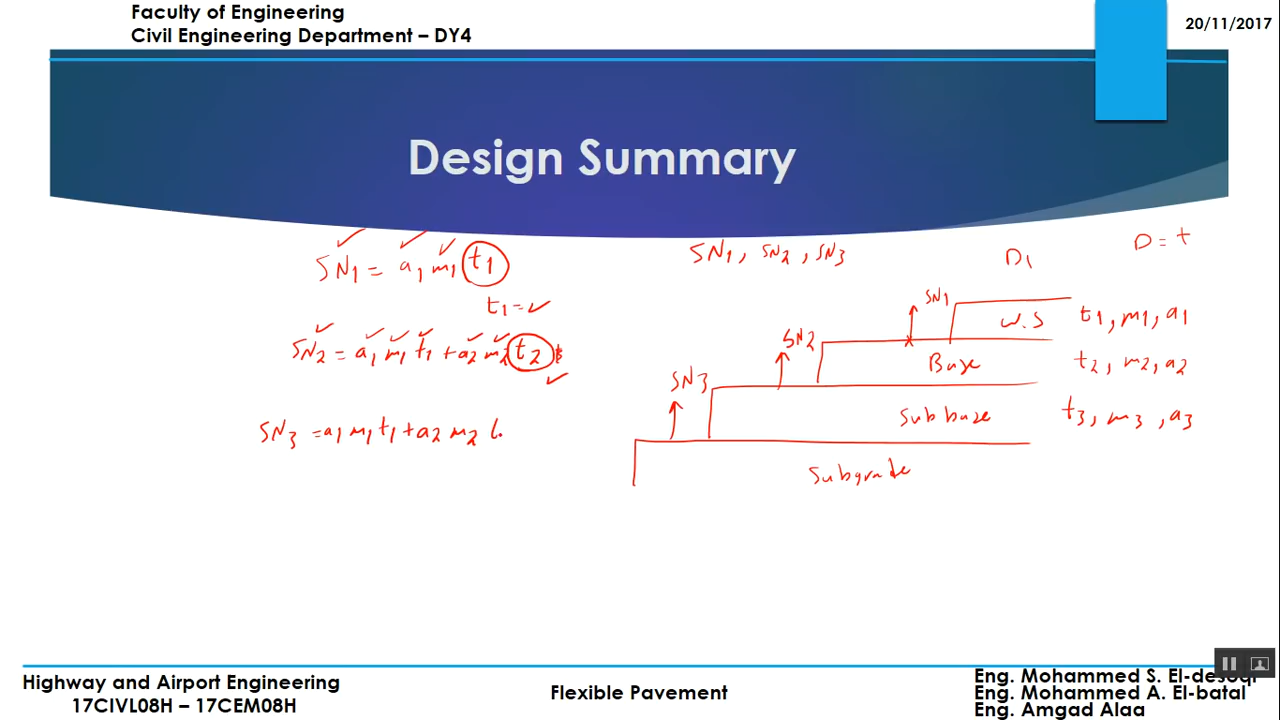 Faculty of Engineering
Civil Engineering Department – DY4
20/11/2017
Design Summary
SN1 = a1 m1 t1
t1 = ✓
SN2 = a1 m1 t1 + a2 m2 t2
SN3 = a1 m1 t1 + a2 m2
SN1, SN2, SN3
D1
D = t
SN1
W.S
t1, m1, a1
SN2
Base
t2, m2, a2
SN3
Subbase
t3, m3, a3
Subgrade
Highway and Airport Engineering
17CIVL08H – 17CEM08H
Flexible Pavement
Eng. Mohammed S. El-desoqi
Eng. Mohammed A. El-batal
Eng. Amgad Alaa